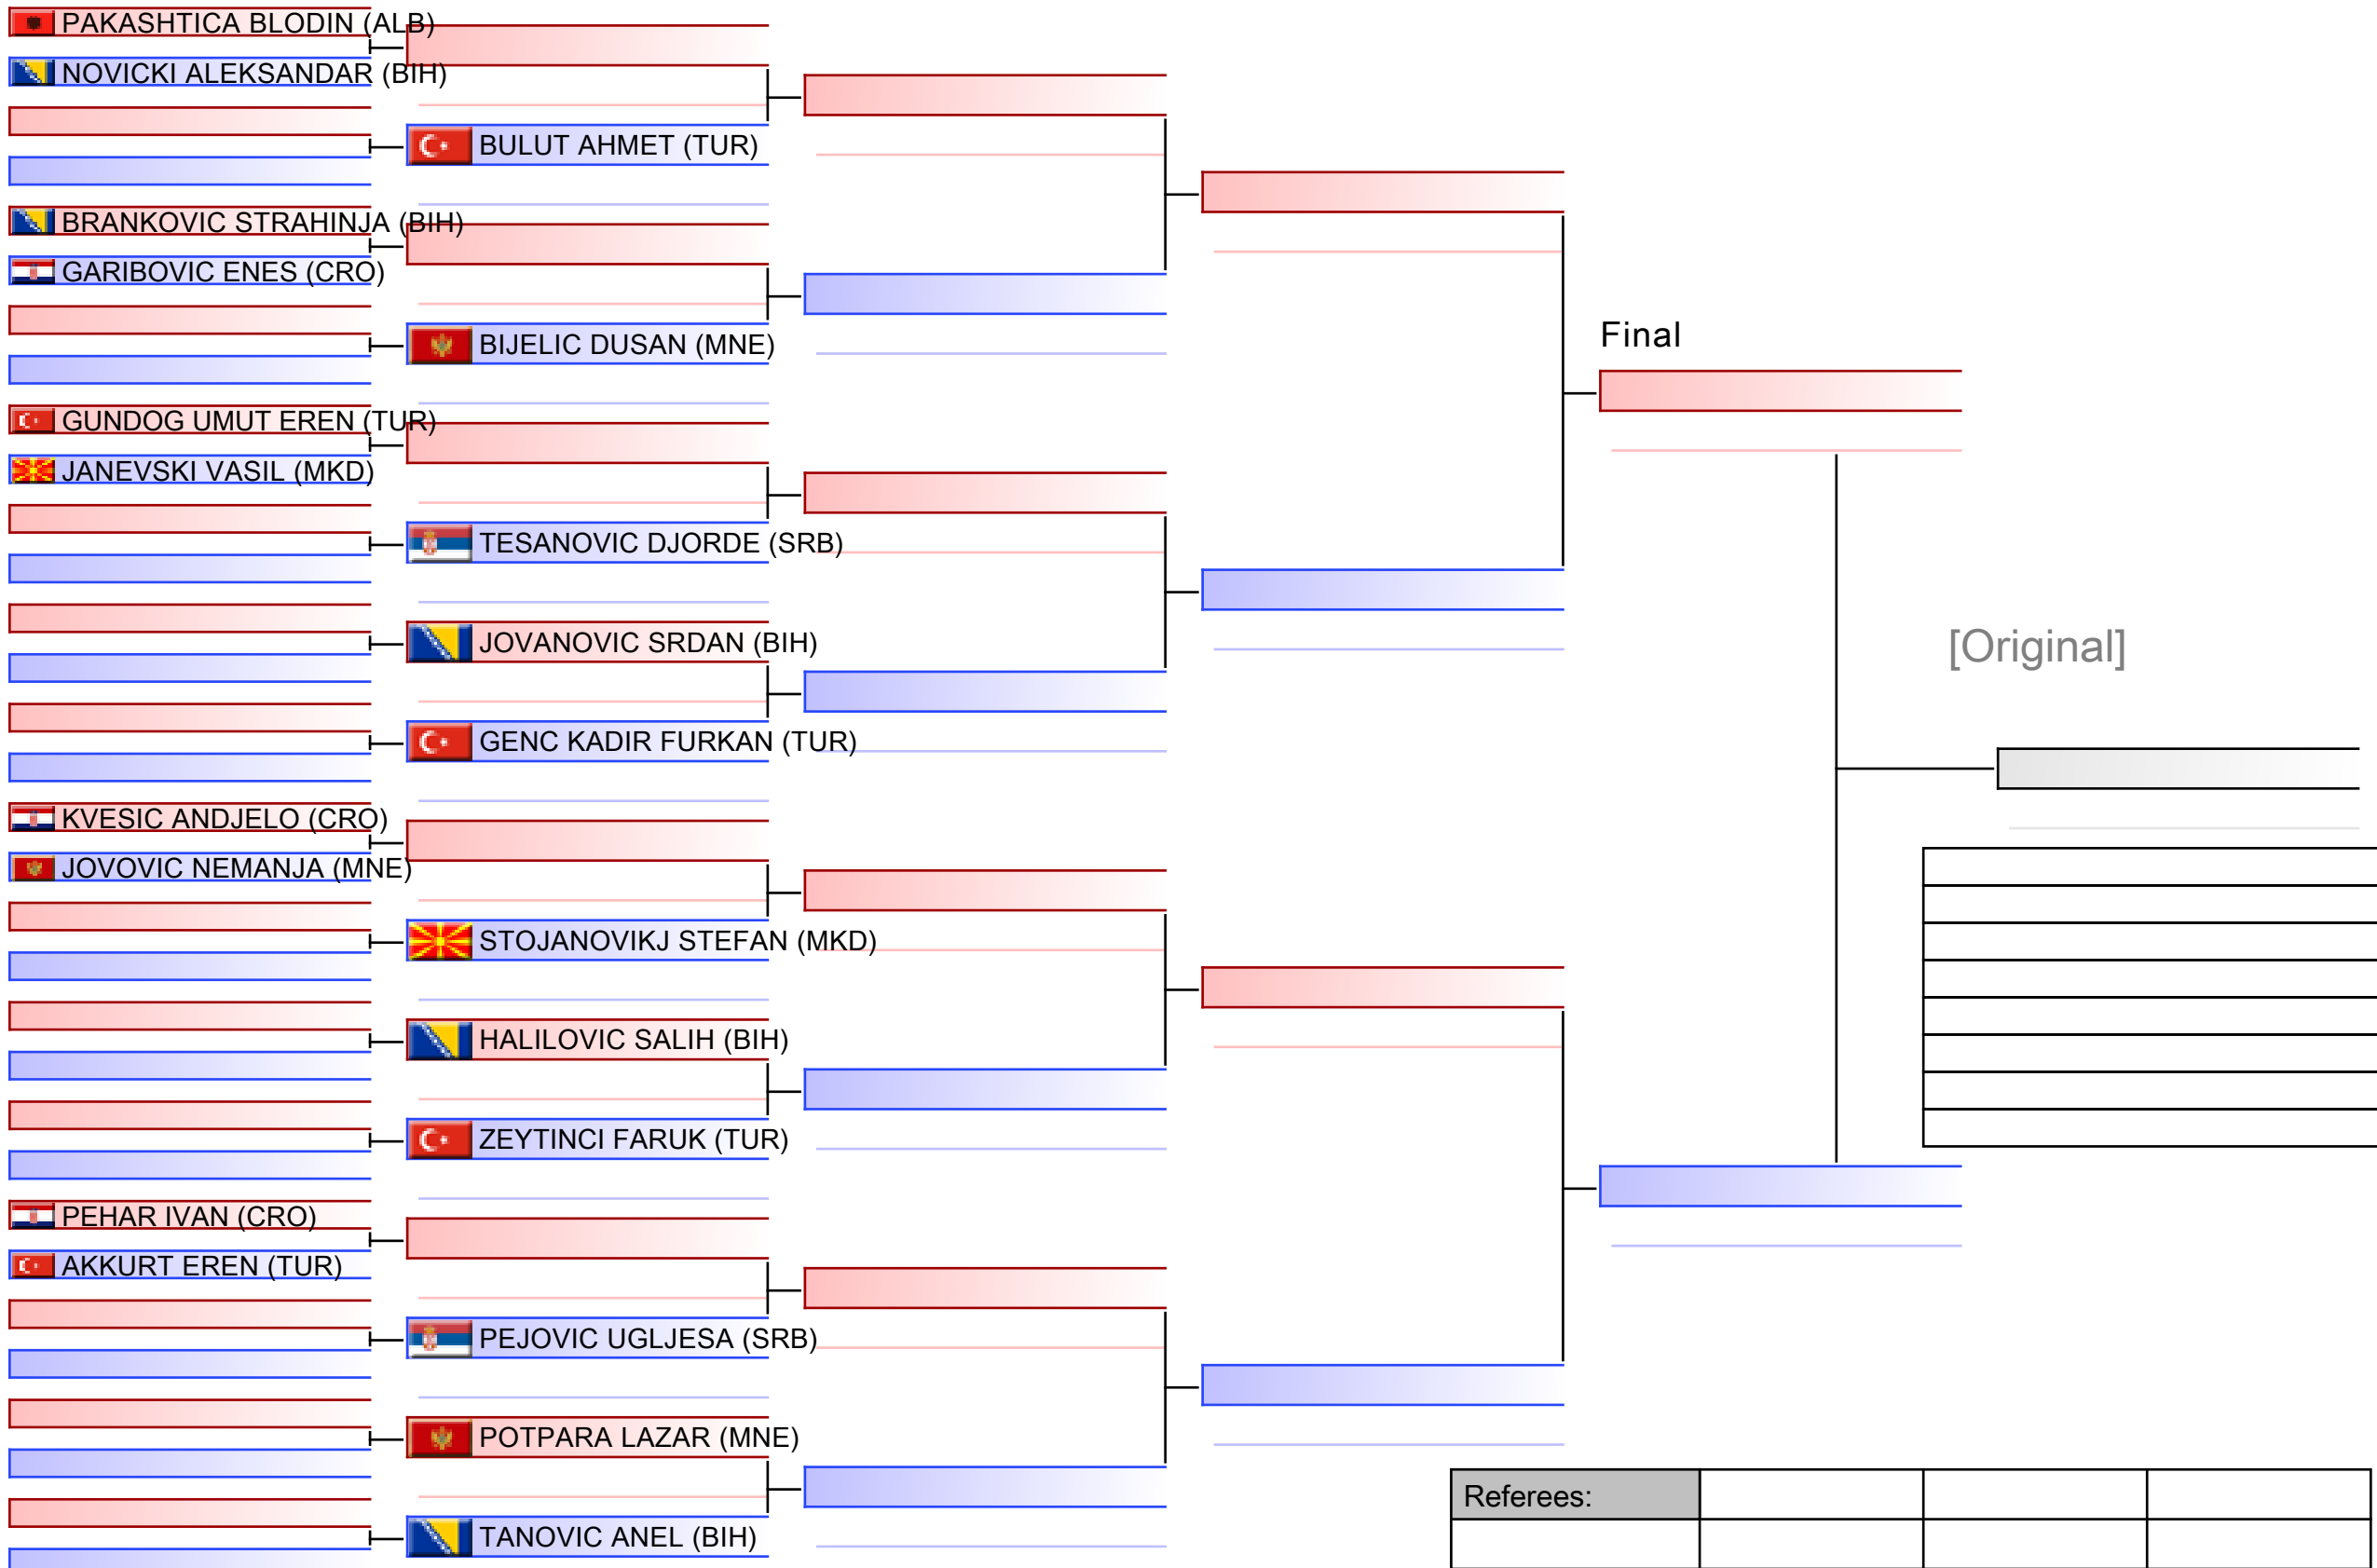 PAKASHTICA BLODIN (ALB)
NOVICKI ALEKSANDAR (BIH)
BULUT AHMET (TUR)
BRANKOVIC STRAHINJA (BIH)
GARIBOVIC ENES (CRO)
BIJELIC DUSAN (MNE)
Final
GUNDOG UMUT EREN (TUR)
JANEVSKI VASIL (MKD)
TESANOVIC DJORDE (SRB)
JOVANOVIC SRDAN (BIH)
[Original]
GENC KADIR FURKAN (TUR)
KVESIC ANDJELO (CRO)
JOVOVIC NEMANJA (MNE)
STOJANOVIKJ STEFAN (MKD)
HALILOVIC SALIH (BIH)
ZEYTINCI FARUK (TUR)
PEHAR IVAN (CRO)
AKKURT EREN (TUR)
PEJOVIC UGLJESA (SRB)
POTPARA LAZAR (MNE)
Referees:
TANOVIC ANEL (BIH)